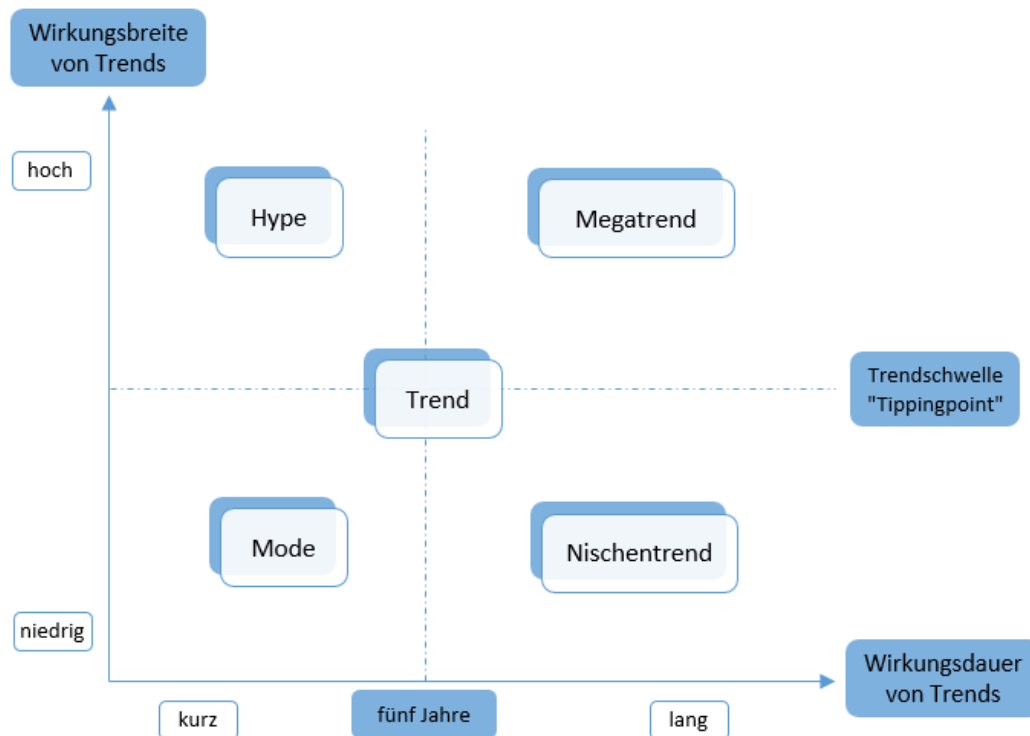 Wirkungsbreite
von Trends
hoch
Hype
Megatrend
Trend
Trendschwelle
"Tippingpoint"
Mode
Nischentrend
niedrig
Wirkungsdauer
von Trends
kurz
fünf Jahre
lang